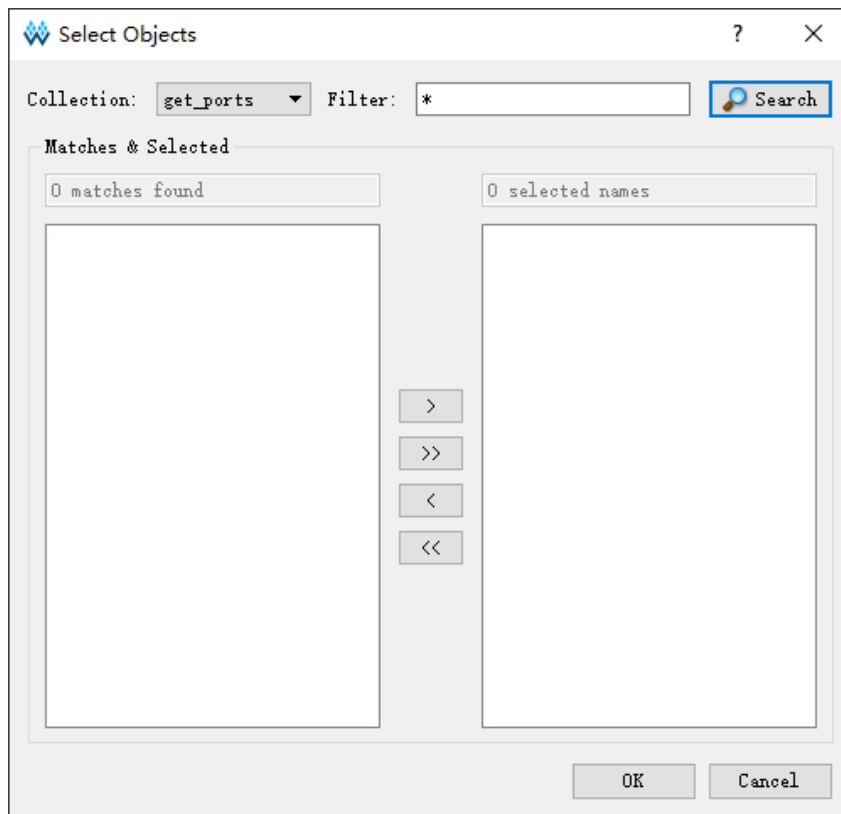 Select Objects ?
Collection: get_ports Filter: * Search
Matches & Selected
0 matches found 0 selected names
>
>>
<
<<
OK Cancel